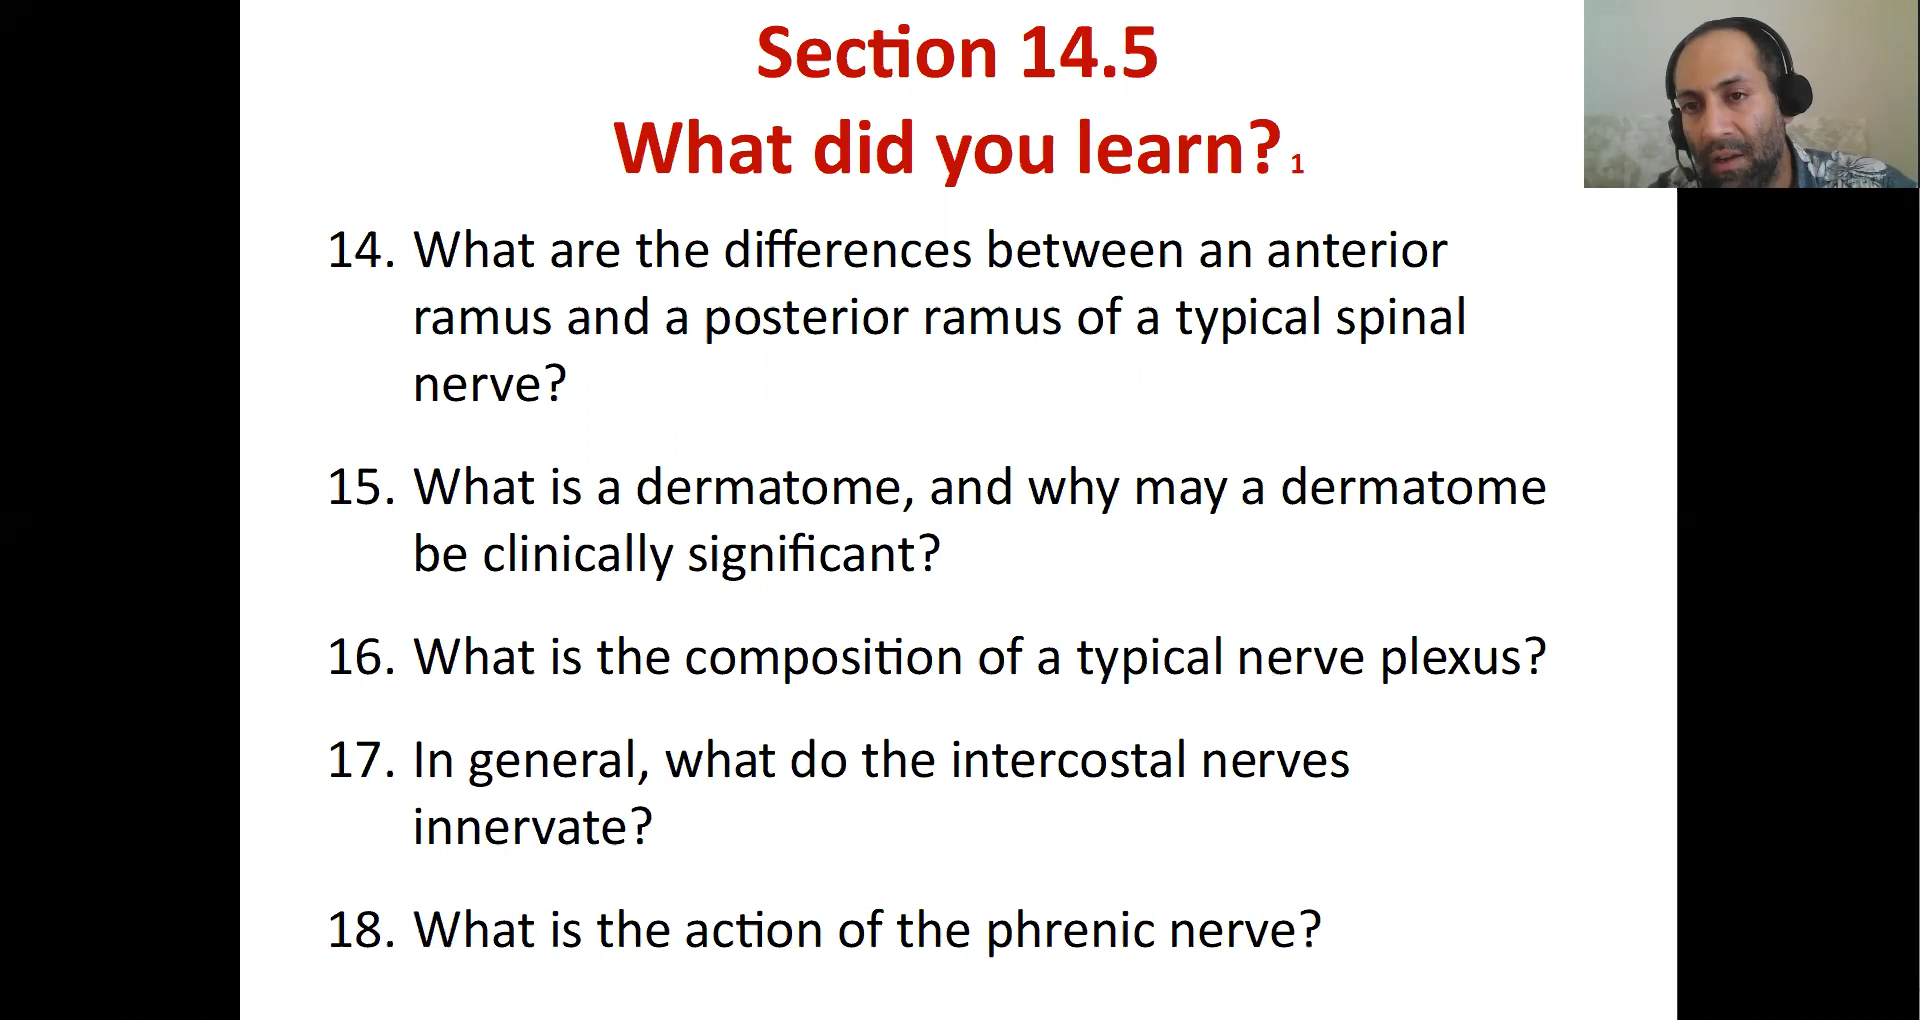 Section 14.5
What did you learn? 1
14. What are the differences between an anterior
ramus and a posterior ramus of a typical spinal
nerve?
15. What is a dermatome, and why may a dermatome
be clinically significant?
16. What is the composition of a typical nerve plexus?
17. In general, what do the intercostal nerves
innervate?
18. What is the action of the phrenic nerve?